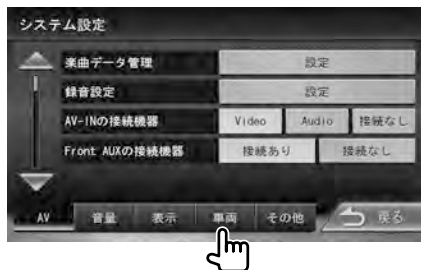 システム設定
楽曲データ管理 設定
録音設定 設定
AV-INの接続機器 Video Audio 接続なし
Front AUXの接続機器 接続あり 接続なし
AV 音量 表示 車両 その他 戻る